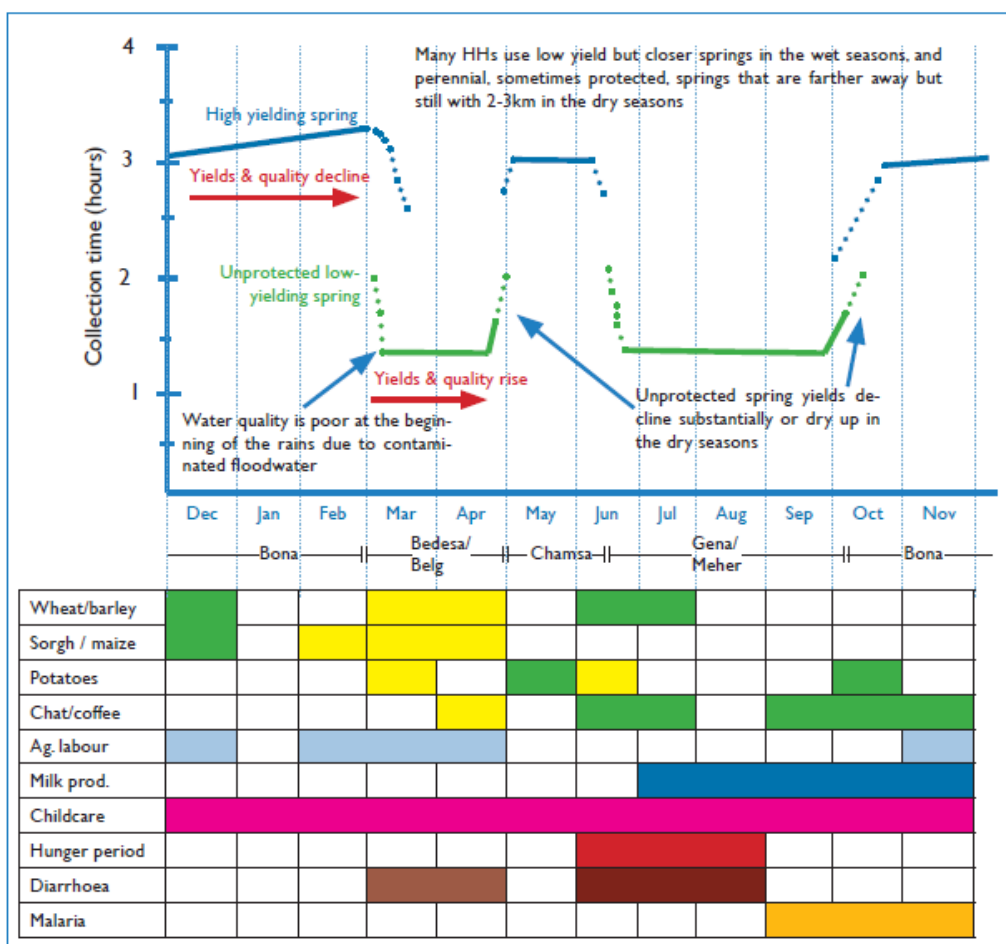 4
Many HHs use low yield but closer springs in the wet seasons, and
perennial, sometimes protected, springs that are farther away but
still with 2-3km in the dry seasons
High yielding spring
3
Yields & quality decline
Collection time (hours)
2
Unprotected low-
yielding spring
Yields & quality rise
1
Water quality is poor at the begin-
ning of the rains due to contami-
nated floodwater
Unprotected spring yields de-
cline substantially or dry up in
the dry seasons
Dec Jan Feb Mar Apr May Jun Jul Aug Sep Oct Nov
Bona
Bedesa/
Belg
Chamsa
Gena/
Meher
Bona
Wheat/barley
Sorgh / maize
Potatoes
Chat/coffee
Ag. labour
Milk prod.
Childcare
Hunger period
Diarrhoea
Malaria